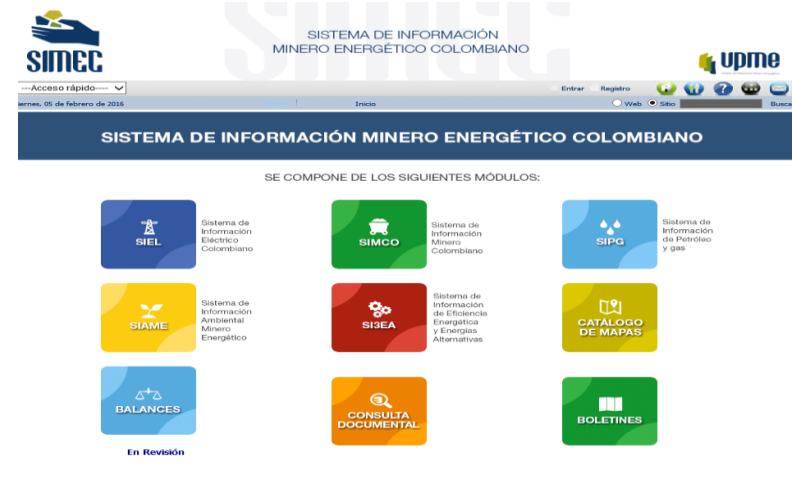 SIMEC
SISTEMA DE INFORMACIÓN
MINERO ENERGÉTICO COLOMBIANO
upme
---Acceso rápido----
Entrar
Registro
iernes, 05 de febrero de 2016
Inicio
Web
Sitio
Busca
SISTEMA DE INFORMACIÓN MINERO ENERGÉTICO COLOMBIANO
SE COMPONE DE LOS SIGUIENTES MÓDULOS:
SIEL
Sistema de
Información
Eléctrico
Colombiano
SIMCO
Sistema de
Información
Minero
Colombiano
SIPG
Sistema de
Información
de Petróleo
y gas
SIAME
Sistema de
Información
Ambiental
Minero
Energético
SI3EA
Sistema de
Información
de Eficiencia
Energética
y Energías
Alternativas
CATÁLOGO
DE MAPAS
BALANCES
CONSULTA
DOCUMENTAL
BOLETINES
En Revisión